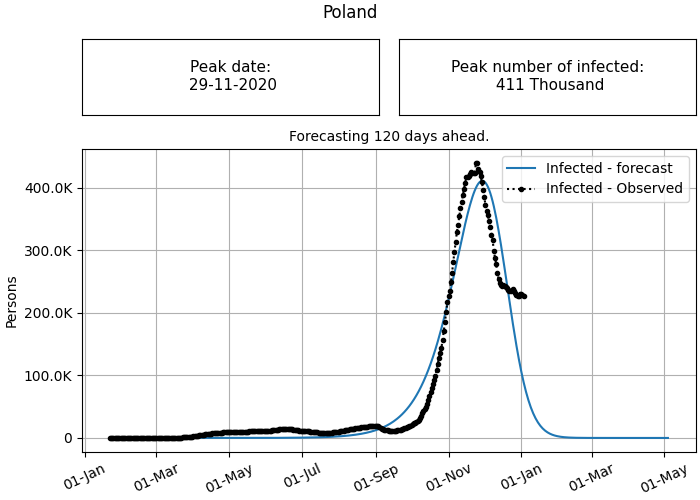 Poland
Peak date:
29-11-2020
Peak number of infected:
411 Thousand
Forecasting 120 days ahead.
Infected - forecast
Infected - Observed
400.0K
300.0K
200.0K
100.0K
0
Persons
01-Jan
01-Mar
01-May
01-Jul
01-Sep
01-Nov
01-Jan
01-Mar
01-May